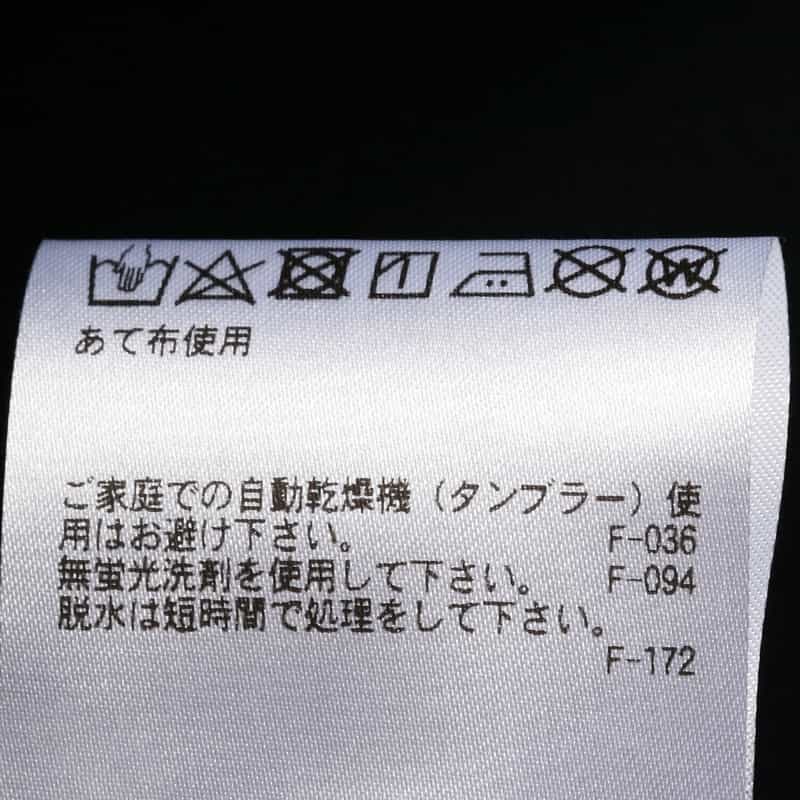 あて布使用
ご家庭での自動乾燥機（タンブラー）使
用はお避け下さい。 F-036
無蛍光洗剤を使用して下さい。 F-094
脱水は短時間で処理をして下さい。
F-172